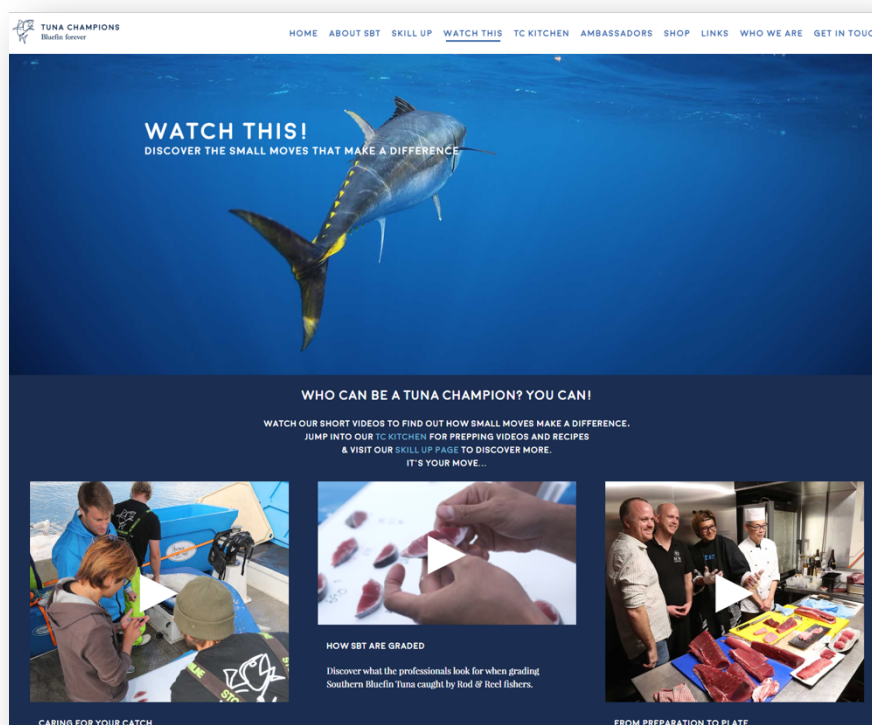 TUNA CHAMPIONS
Bluefin forever
HOME ABOUT SBT SKILL UP WATCH THIS TC KITCHEN AMBASSADORS SHOP LINKS WHO WE ARE GET IN TOUC
WATCH THIS!
DISCOVER THE SMALL MOVES THAT MAKE A DIFFERENCE
WHO CAN BE A TUNA CHAMPION? YOU CAN!
WATCH OUR SHORT VIDEOS TO FIND OUT HOW SMALL MOVES MAKE A DIFFERENCE.
JUMP INTO OUR TC KITCHEN FOR PREPPING VIDEOS AND RECIPES
& VISIT OUR SKILL UP PAGE TO DISCOVER MORE.
IT'S YOUR MOVE...
HOW SBT ARE GRADED
Discover what the professionals look for when grading
Southern Bluefin Tuna caught by Rod & Reel fishers.
CARING FOR YOUR CATCH
FROM PREPARATION TO PLATE